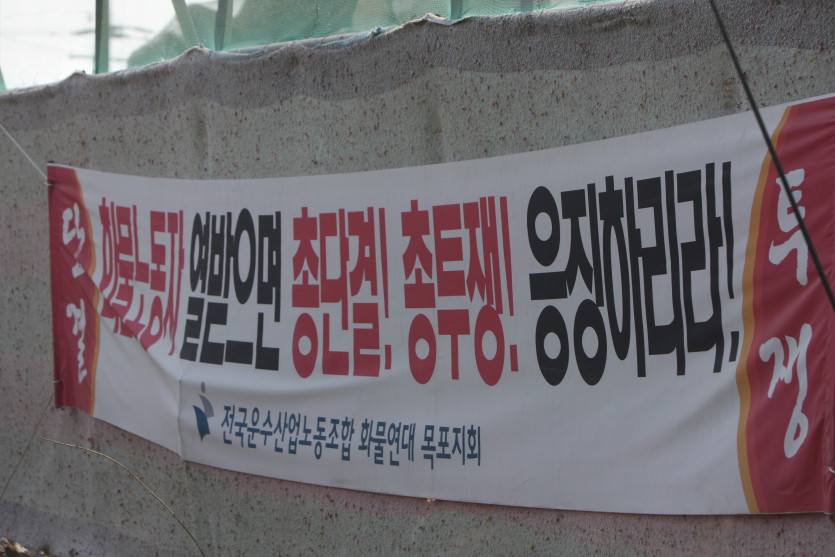 단결
화물노동자 열받으면 총단결! 총투쟁! 응징하리라!
투쟁
전국운수산업노동조합 화물연대 목포지회